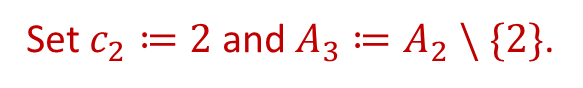 Set c₂ ≔ 2 and A₃ ≔ A₂ \ {2}.